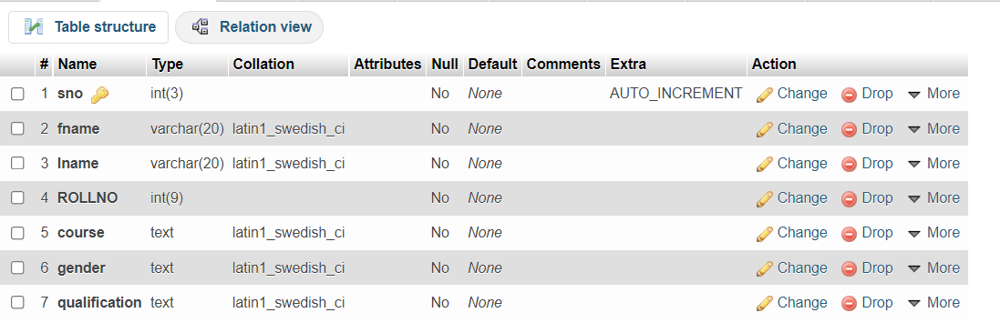 Table structure Relation view
# Name Type Collation Attributes Null Default Comments Extra Action
1 sno int(3) No None AUTO_INCREMENT Change Drop More
2 fname varchar(20) latin1_swedish_ci No None Change Drop More
3 lname varchar(20) latin1_swedish_ci No None Change Drop More
4 ROLLNO int(9) No None Change Drop More
5 course text latin1_swedish_ci No None Change Drop More
6 gender text latin1_swedish_ci No None Change Drop More
7 qualification text latin1_swedish_ci No None Change Drop More